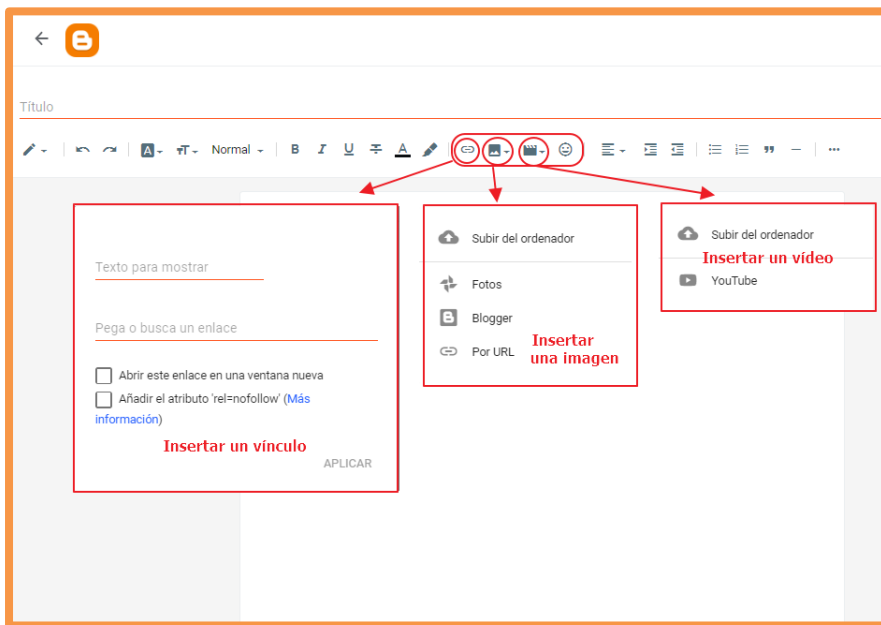 Título
Normal
B I U A
Texto para mostrar
Pega o busca un enlace
Abrir este enlace en una ventana nueva
Añadir el atributo 'rel=nofollow' (Más
información)
Insertar un vínculo
APLICAR
Subir del ordenador
Fotos
Blogger
Por URL
Insertar
una imagen
Subir del ordenador
Insertar un vídeo
YouTube